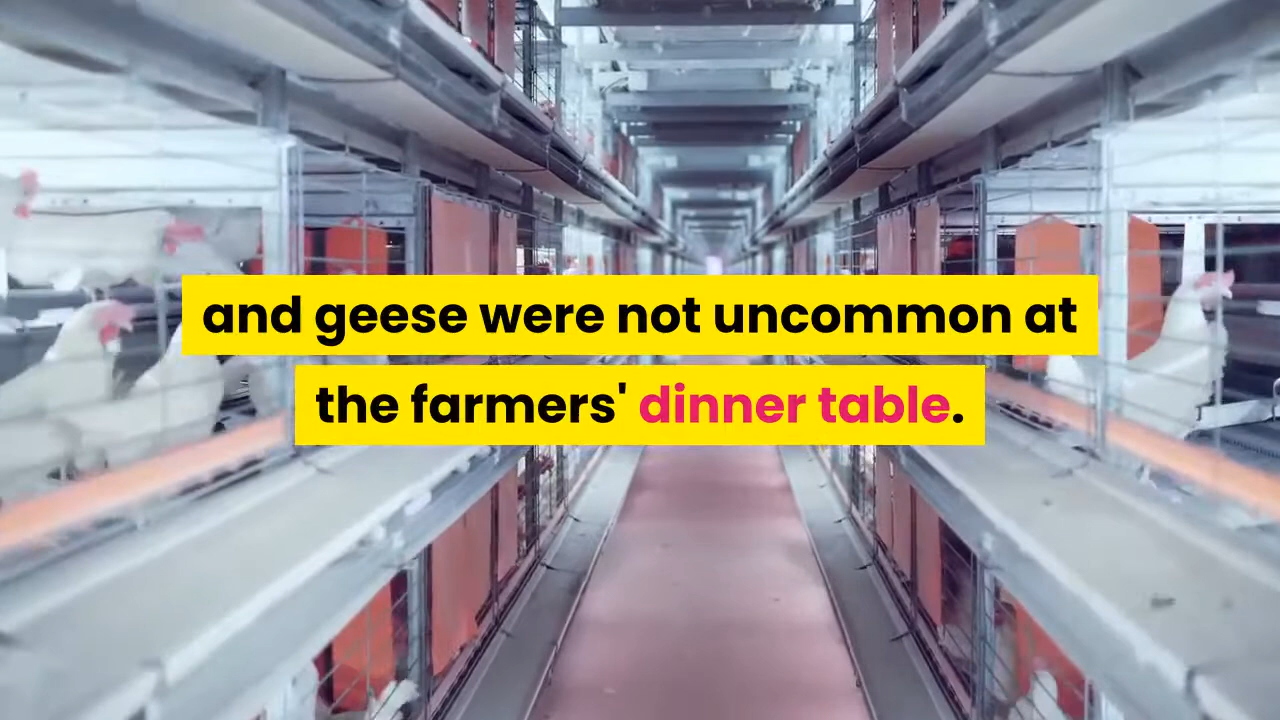 and geese were not uncommon at
the farmers' dinner table.